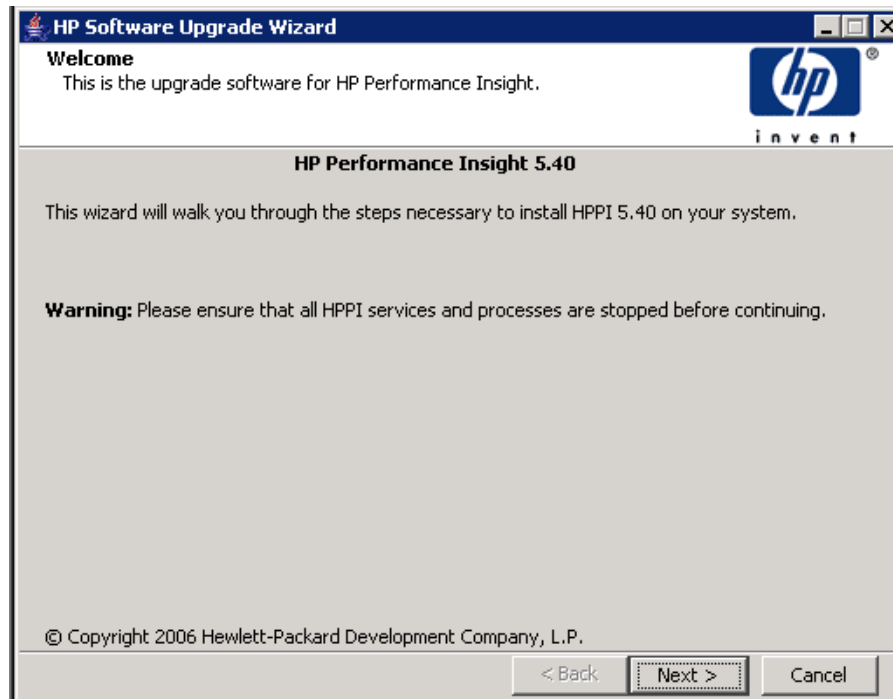 HP Software Upgrade Wizard
Welcome
This is the upgrade software for HP Performance Insight.
hp
®
invent
HP Performance Insight 5.40
This wizard will walk you through the steps necessary to install HPPI 5.40 on your system.
Warning: Please ensure that all HPPI services and processes are stopped before continuing.
© Copyright 2006 Hewlett-Packard Development Company, L.P.
< Back Next > Cancel